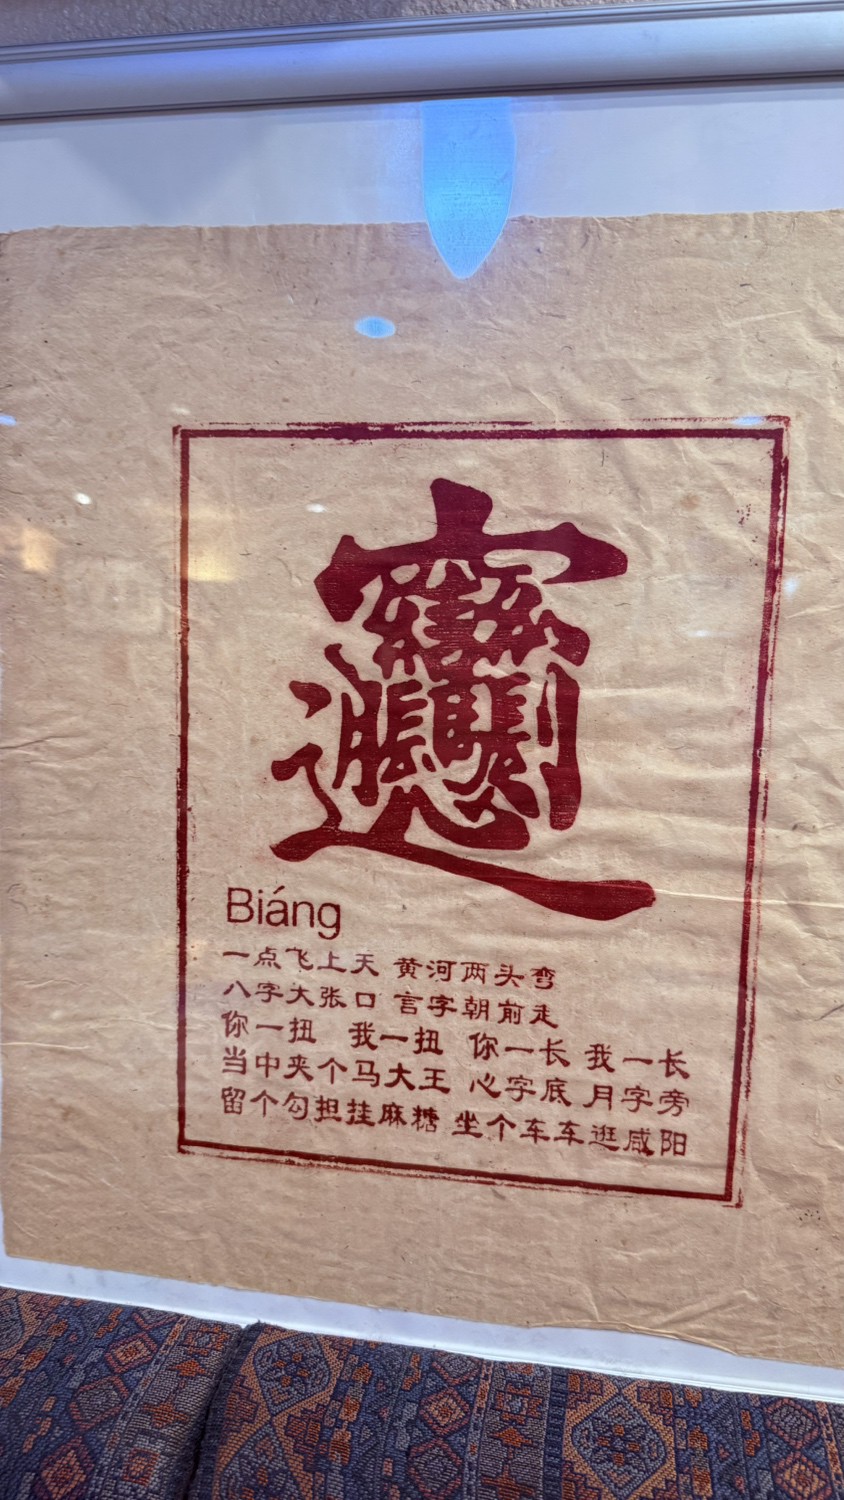 𰻝
Biáng
一点飞上天 黄河两头弯
八字大张口 言字朝前走
你一扭 我一扭 你一长 我一长
当中夹个马大王 心字底 月字旁
留个勾担挂麻糖 坐个车车逛咸阳